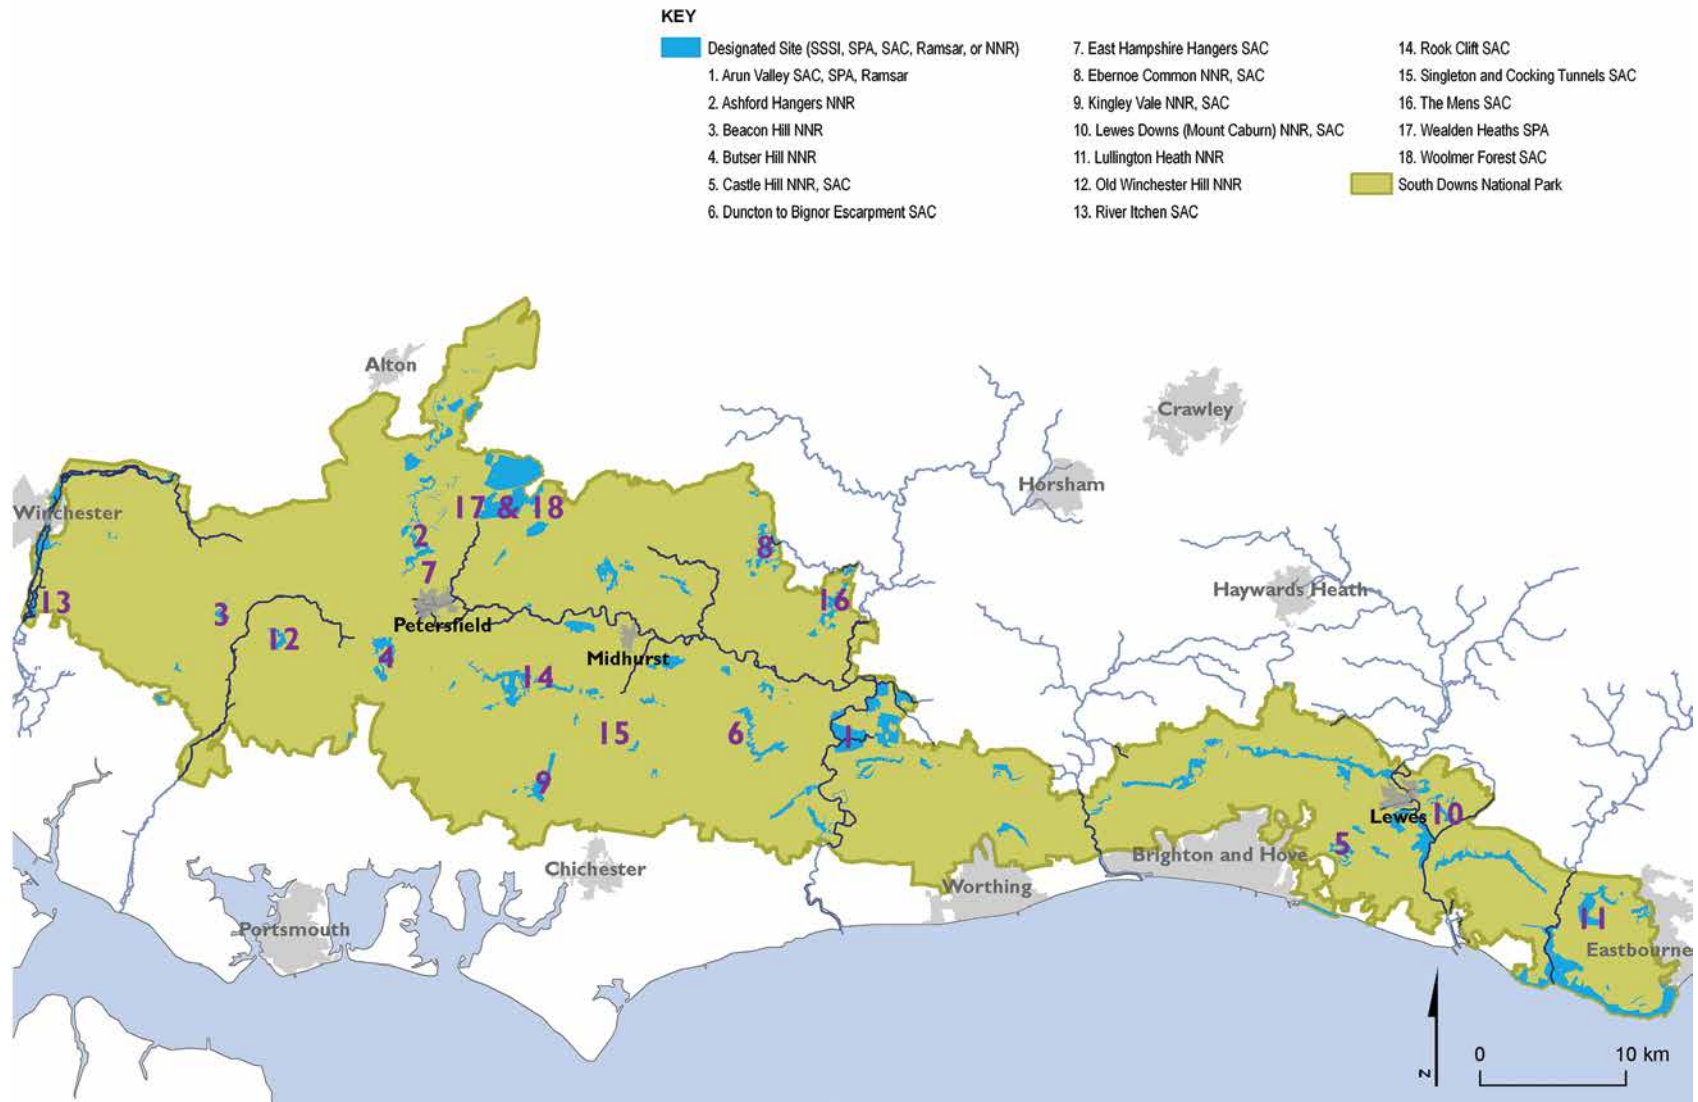 KEY
Designated Site (SSSI, SPA, SAC, Ramsar, or NNR)
1. Arun Valley SAC, SPA, Ramsar
2. Ashford Hangers NNR
3. Beacon Hill NNR
4. Butser Hill NNR
5. Castle Hill NNR, SAC
6. Duncton to Bignor Escarpment SAC
7. East Hampshire Hangers SAC
8. Ebernoe Common NNR, SAC
9. Kingley Vale NNR, SAC
10. Lewes Downs (Mount Caburn) NNR, SAC
11. Lullington Heath NNR
12. Old Winchester Hill NNR
13. River Itchen SAC
14. Rook Clift SAC
15. Singleton and Cocking Tunnels SAC
16. The Mens SAC
17. Wealden Heaths SPA
18. Woolmer Forest SAC
South Downs National Park
Alton
Crawley
Horsham
Winchester
17 & 18
2
8
7
Haywards Heath
13
3
16
12
Petersfield
4
Midhurst
14
15
6
1
9
10
Lewes
5
Brighton and Hove
Chichester
Worthing
11
Portsmouth
Eastbourne
0 10 km
N